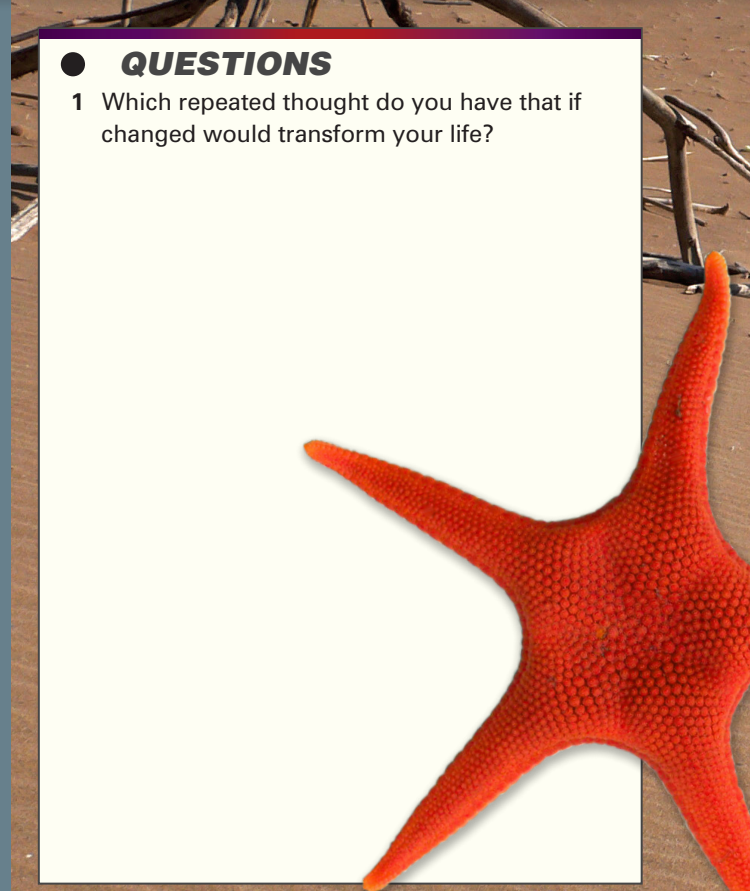 QUESTIONS
1 Which repeated thought do you have that if
changed would transform your life?